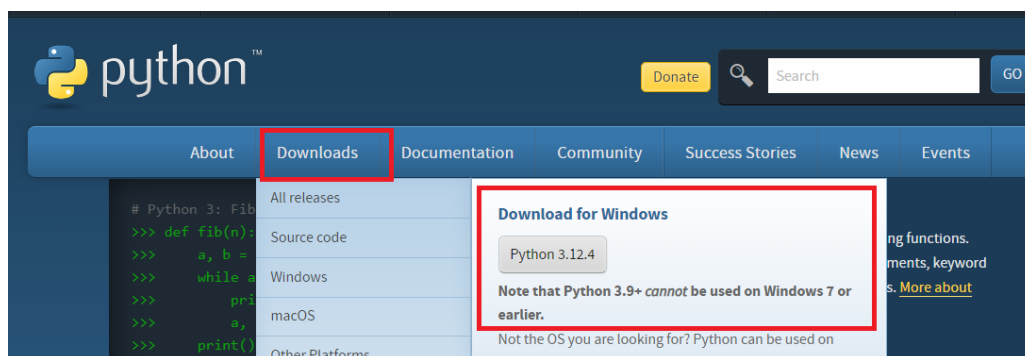 python™
Donate
Search
GO
About
Downloads
Documentation
Community
Success Stories
News
Events
# Python 3: Fib
>>> def fib(n):
>>> a, b =
>>> while a
>>> pri
>>> a,
>>> print()
All releases
Source code
Windows
macOS
Other Platforms
Download for Windows
Python 3.12.4
Note that Python 3.9+ cannot be used on Windows 7 or
earlier.
Not the OS you are looking for? Python can be used on
ng functions.
ments, keyword
s. More about